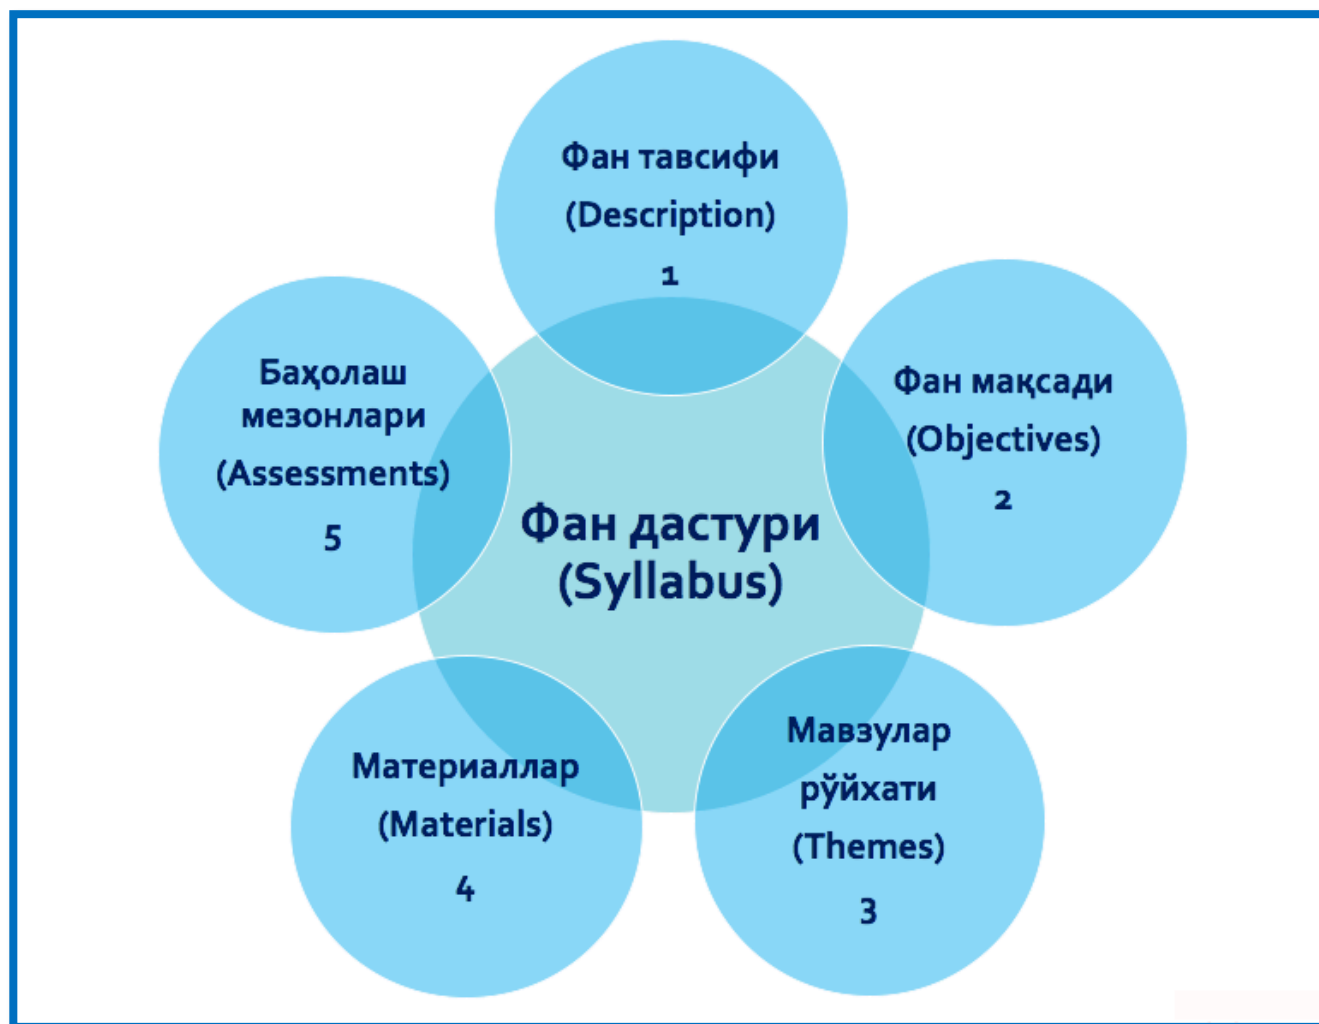 Фан тавсифи
(Description)
1
Фан мақсади
(Objectives)
2
Мавзулар
рўйхати
(Themes)
3
Материаллар
(Materials)
4
Баҳолаш
мезонлари
(Assessments)
5
Фан дастури
(Syllabus)